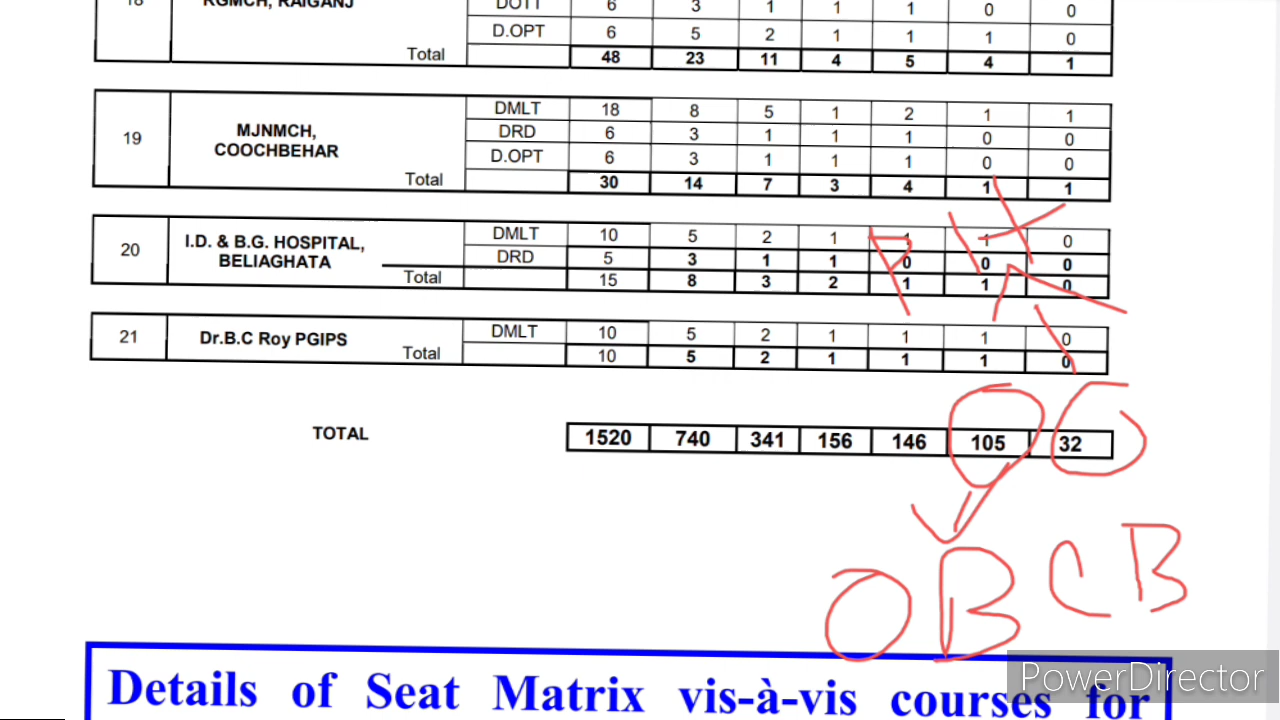 18 RGMCH, RAIGANJ DOTT 6 3 1 1 1 0 0
D.OPT 6 5 2 1 1 1 0
Total 48 23 11 4 5 4 1
19 MJNMCH, COOCHBEHAR DMLT 18 8 5 1 2 1 1
DRD 6 3 1 1 1 0 0
D.OPT 6 3 1 1 1 0 0
Total 30 14 7 3 4 1 1
20 I.D. & B.G. HOSPITAL, BELIAGHATA DMLT 10 5 2 1 1 1 0
DRD 5 3 1 1 0 0 0
Total 15 8 3 2 1 1 0
21 Dr.B.C Roy PGIPS DMLT 10 5 2 1 1 1 0
Total 10 5 2 1 1 1 0
TOTAL 1520 740 341 156 146 105 32
OBC B
PowerDirector
Details of Seat Matrix vis-à-vis courses for